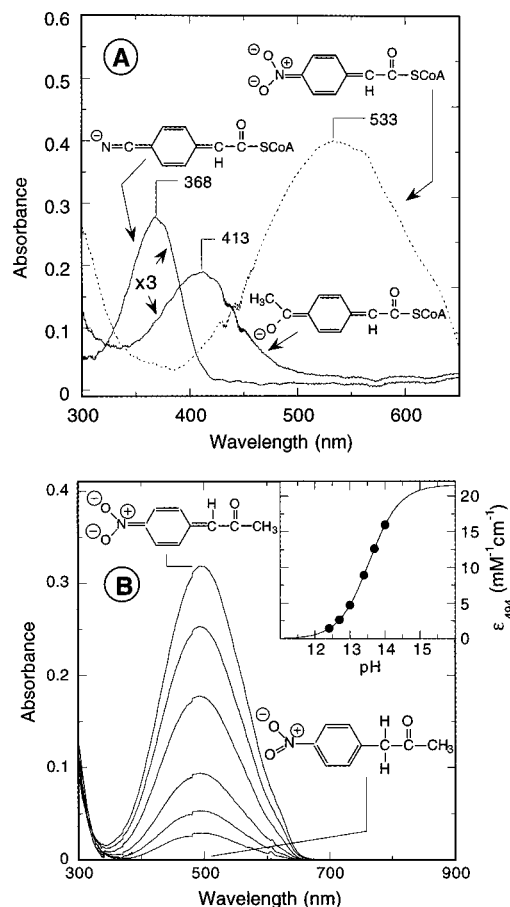 A
0.6
0.5
0.4
0.3
0.2
0.1
0
Absorbance
300
400
500
600
Wavelength (nm)
⊖O
⊖O
N⊕
C
H
O
C
SCoA
533
⊖
N
C
C
H
O
C
SCoA
368
413
x3
H₃C
C
O
⊖
C
H
O
C
SCoA
B
0.4
0.3
0.2
0.1
0
Absorbance
300
500
700
900
Wavelength (nm)
⊖O
⊖O
N⊕
H
C
O
C
CH₃
12
13
14
15
pH
20
15
10
5
0
ε₄₉₄ (mM⁻¹cm⁻¹)
⊖O
O
N⊕
H
C
H
O
C
CH₃